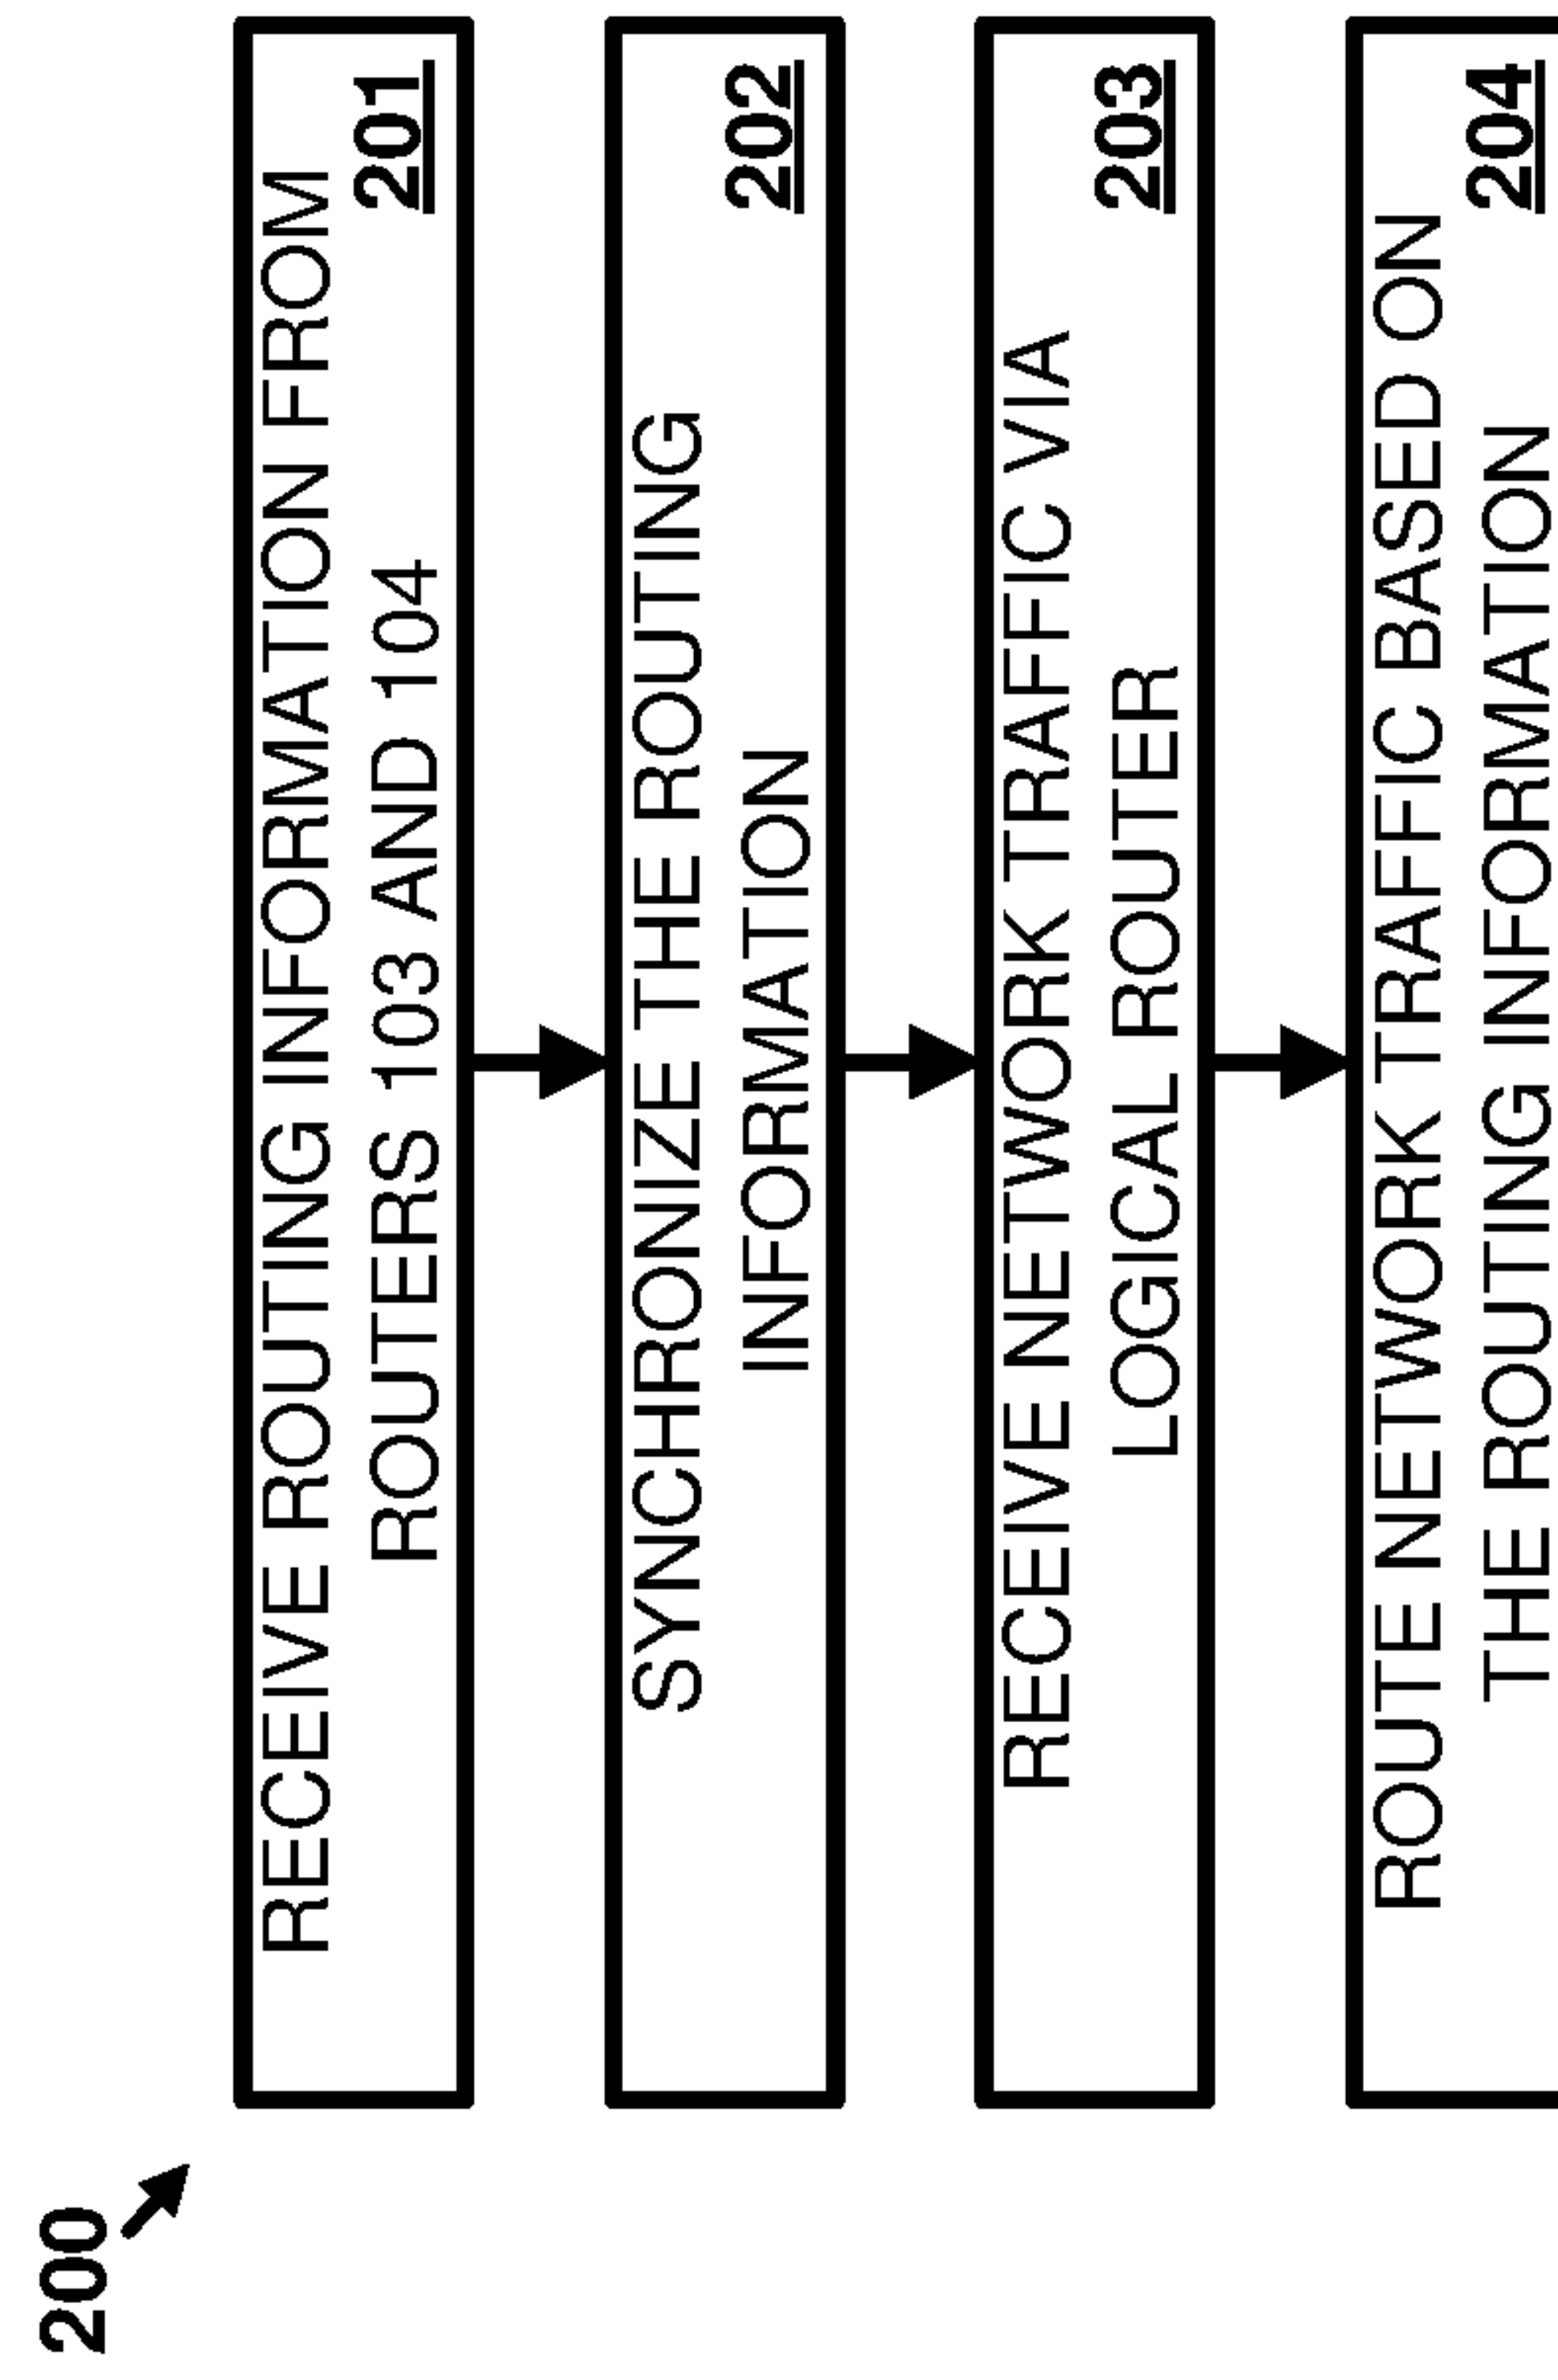 200
RECEIVE ROUTING INFORMATION FROM
ROUTERS 103 AND 104
201
SYNCHRONIZE THE ROUTING
INFORMATION
202
RECEIVE NETWORK TRAFFIC VIA
LOGICAL ROUTER
203
ROUTE NETWORK TRAFFIC BASED ON
THE ROUTING INFORMATION
204